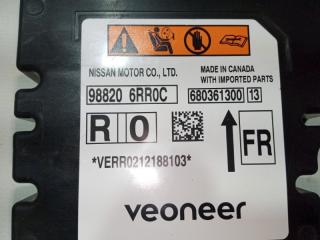 NISSAN MOTOR CO., LTD.
MADE IN CANADA
WITH IMPORTED PARTS
98820 6RR0C
680361300 13
R 0
FR
*VERR0212188103*
veoneer